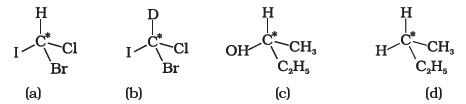 H
I C* Cl
Br
(a)
D
I C* Cl
Br
(b)
H
OH C* CH₃
C₂H₅
(c)
H
H C* CH₃
C₂H₅
(d)